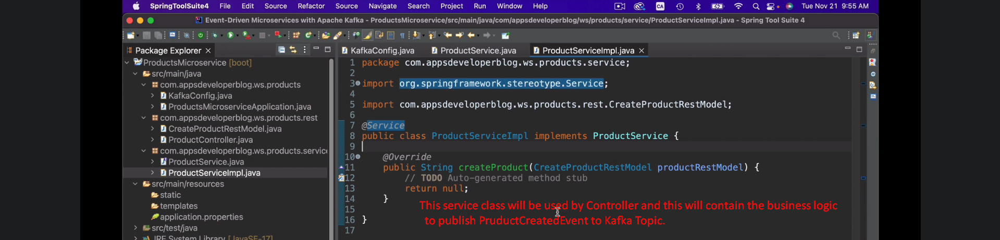 SpringToolSuite4 File Edit Source Refactor Source Navigate Search Project Run Window Help CA Tue Nov 21 9:55 AM
Event-Driven Microservices with Apache Kafka - ProductsMicroservice/src/main/java/com/appsdeveloperblog/ws/products/service/ProductServiceImpl.java - Spring Tool Suite 4
Package Explorer
KafkaConfig.java ProductService.java ProductServiceImpl.java
ProductsMicroservice [boot]
src/main/java
com.appsdeveloperblog.ws.products
KafkaConfig.java
ProductsMicroserviceApplication.java
com.appsdeveloperblog.ws.products.rest
CreateProductRestModel.java
ProductController.java
com.appsdeveloperblog.ws.products.service
ProductService.java
ProductServiceImpl.java
src/main/resources
static
templates
application.properties
src/test/java
JRE System Library [JavaSE-17]
1 package com.appsdeveloperblog.ws.products.service;
2
3 import org.springframework.stereotype.Service;
4
5 import com.appsdeveloperblog.ws.products.rest.CreateProductRestModel;
6
7 @Service
8 public class ProductServiceImpl implements ProductService {
9
10 @Override
11 public String createProduct(CreateProductRestModel productRestModel) {
12 // TODO Auto-generated method stub
13 return null;
14 }
15
16 }
17
This service class will be used by Controller and this will contain the business logic
to publish PruductCreatedEvent to Kafka Topic.